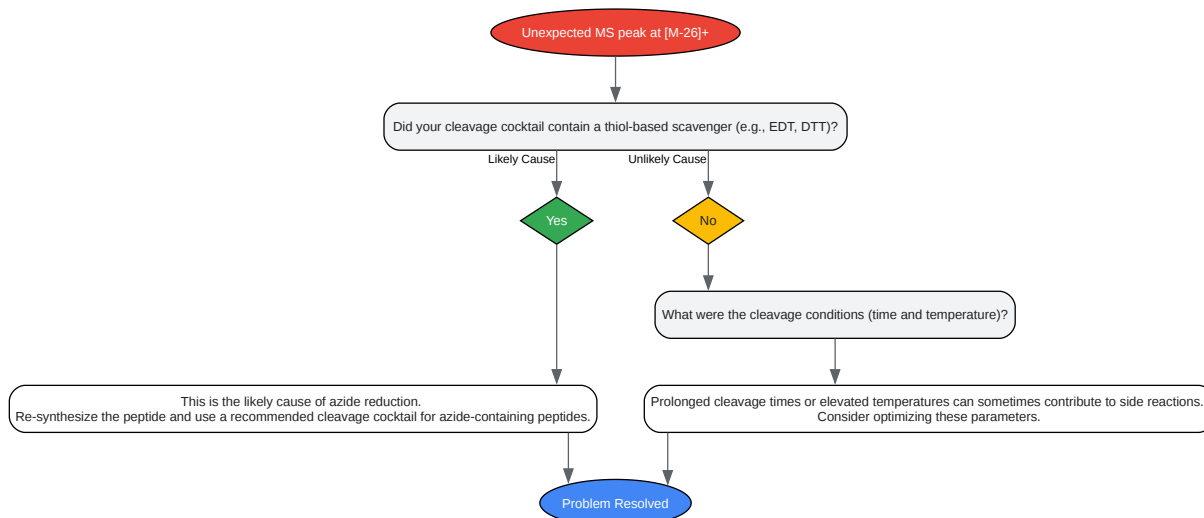 Unexpected MS peak at [M-26]+
Did your cleavage cocktail contain a thiol-based scavenger (e.g., EDT, DTT)?
Likely Cause
Unlikely Cause
Yes
No
What were the cleavage conditions (time and temperature)?
This is the likely cause of azide reduction.
Re-synthesize the peptide and use a recommended cleavage cocktail for azide-containing peptides.
Prolonged cleavage times or elevated temperatures can sometimes contribute to side reactions.
Consider optimizing these parameters.
Problem Resolved